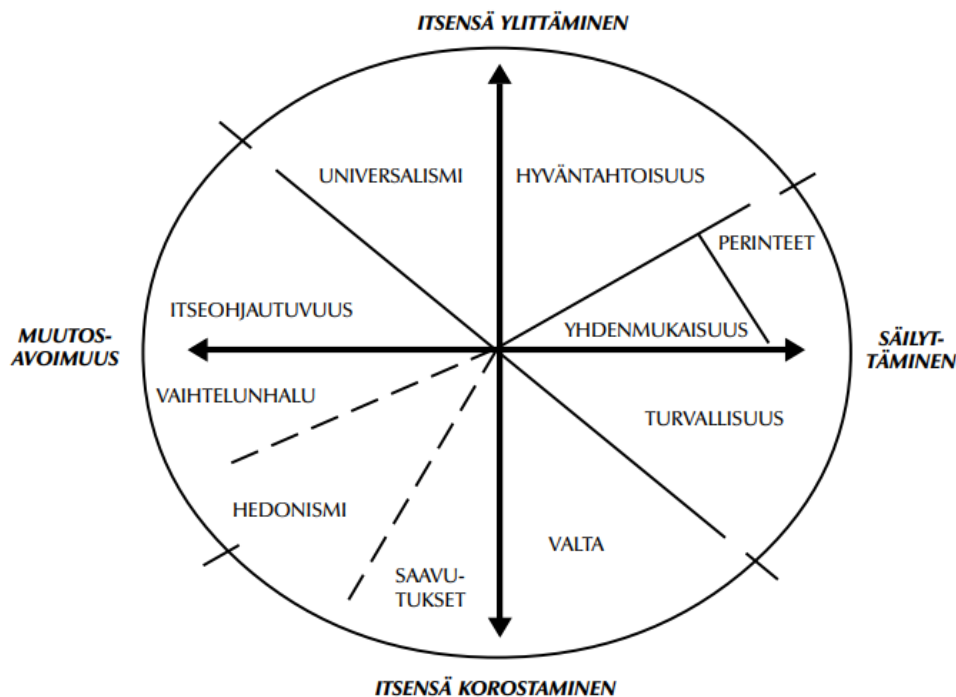 ITSENSÄ YLITTÄMINEN
UNIVERSALISMI
HYVÄNTAHTOISUUS
PERINTEET
ITSEOHJAUTUVUUS
YHDENMUKAISUUS
MUUTOS-
AVOIMUUS
SÄILYT-
TÄMINEN
VAIHTELUNHALU
TURVALLISUUS
HEDONISMI
VALTA
SAAVU-
TUKSET
ITSENSÄ KOROSTAMINEN